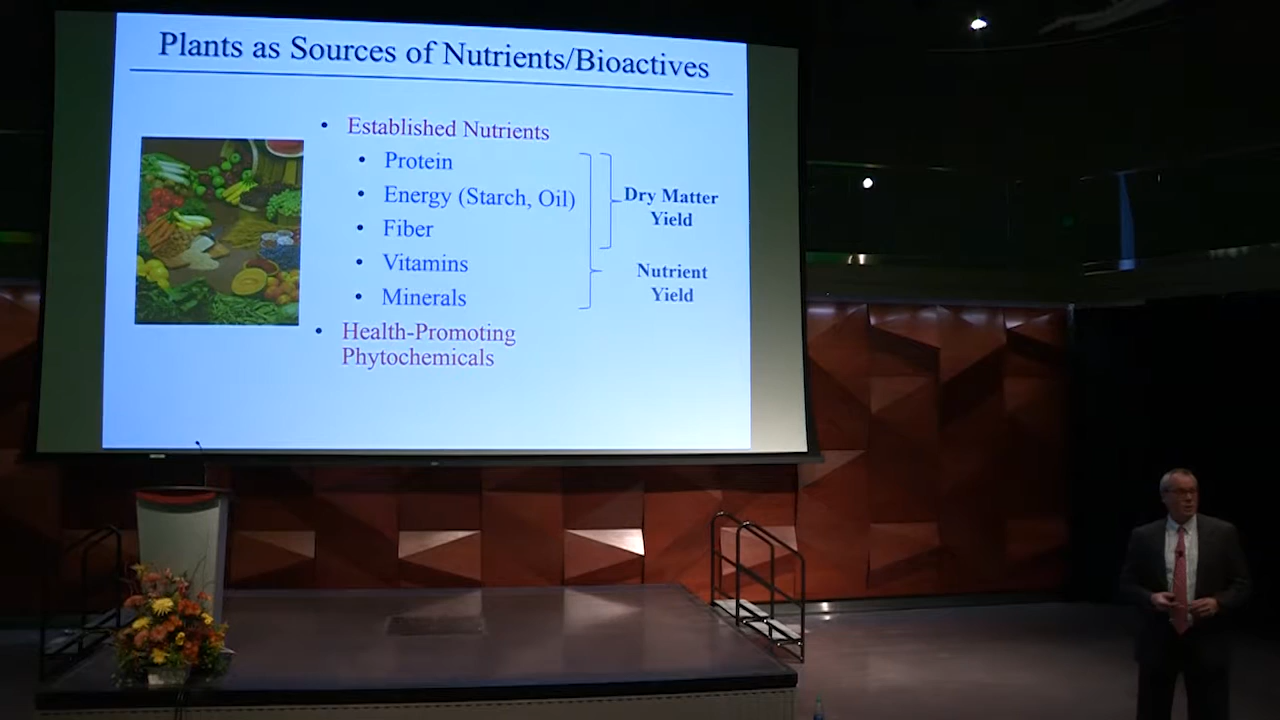 Plants as Sources of Nutrients/Bioactives
• Established Nutrients
• Protein
• Energy (Starch, Oil)
• Fiber
• Vitamins
• Minerals
Dry Matter
Yield
Nutrient
Yield
• Health-Promoting
Phytochemicals